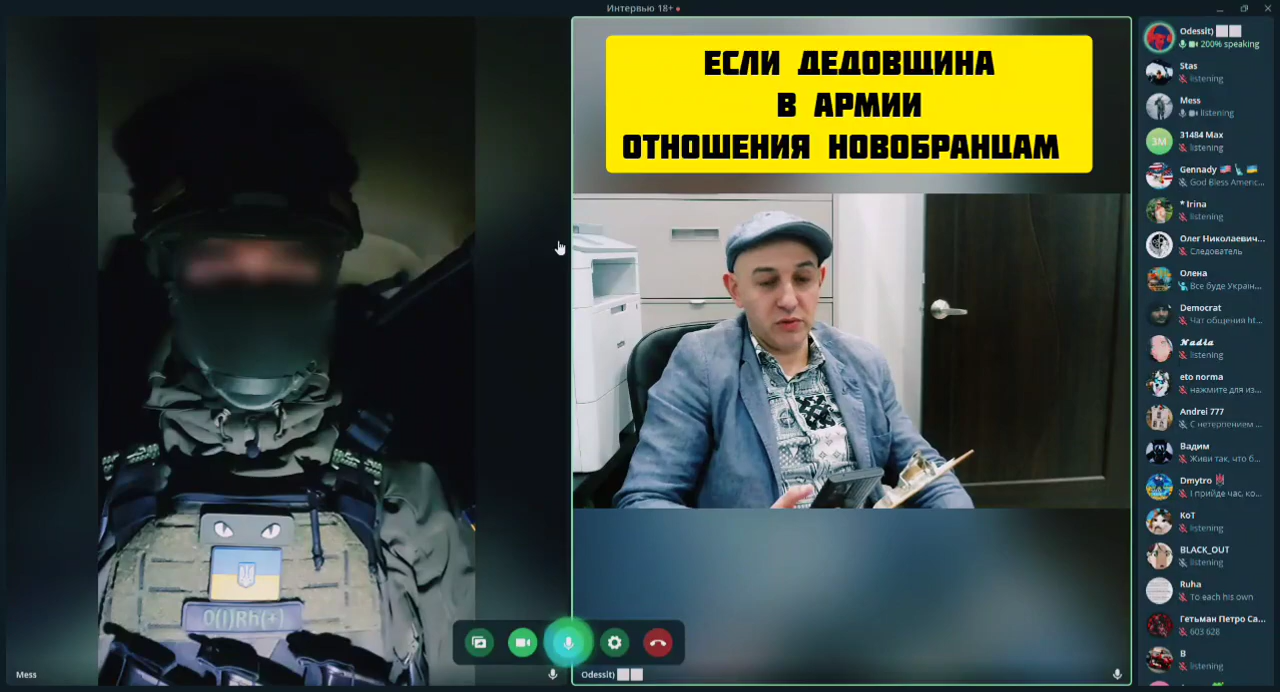 Интервью 18+
ЕСЛИ ДЕДОВЩИНА
В АРМИИ
ОТНОШЕНИЯ НОВОБРАНЦАМ
O(I)Rh(+)
Mess
Odessit)
Odessit)
200% speaking
Stas
listening
Mess
listening
3M
31484 Max
listening
Gennady
God Bless Americ...
* Irina
listening
Олег Николаевич...
Следователь
Олена
Все буде Україн...
Democrat
Чат общения ht...
Nadia
listening
eto norma
нажмите для из...
Andrei 777
С нетерпением ...
Вадим
Живи так, что б...
Dmytro
І прийде час, ко...
КоТ
listening
BLACK_OUT
listening
Ruha
To each his own
Гетьман Петро Са...
603 628
В
listening